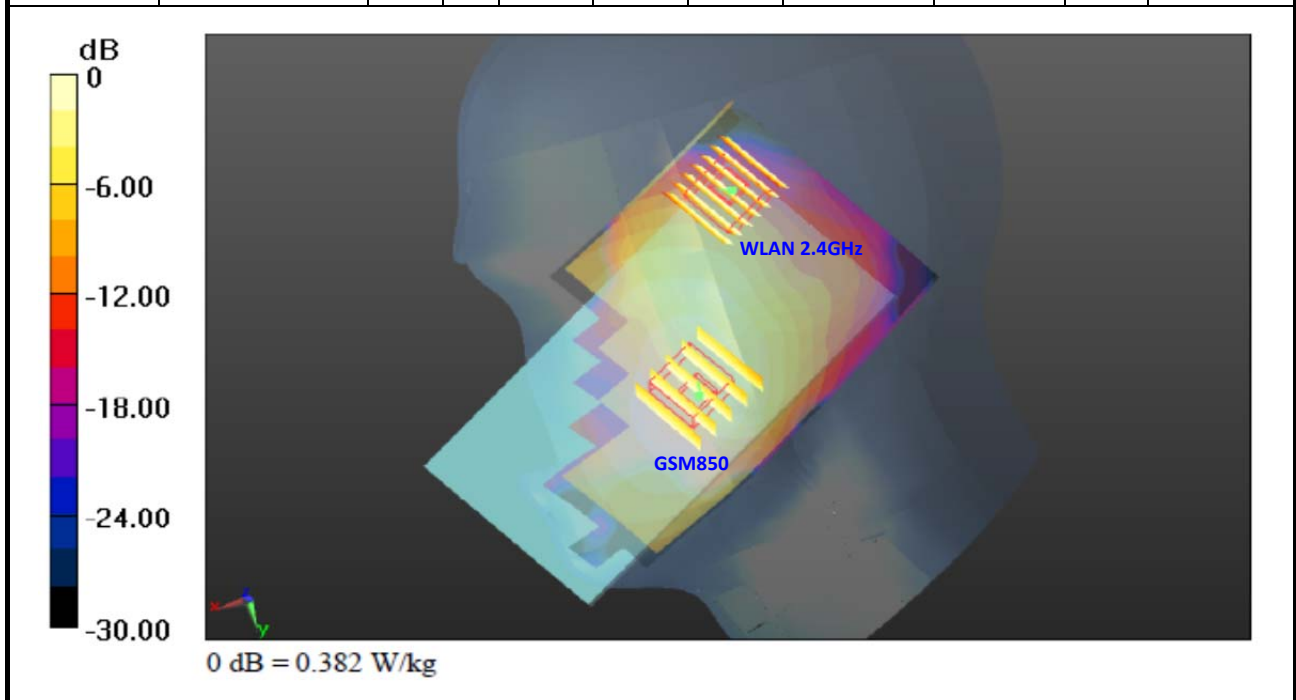 dB
0
-6.00
-12.00
-18.00
-24.00
-30.00
WLAN 2.4GHz
GSM850
x
z
y
0 dB = 0.382 W/kg